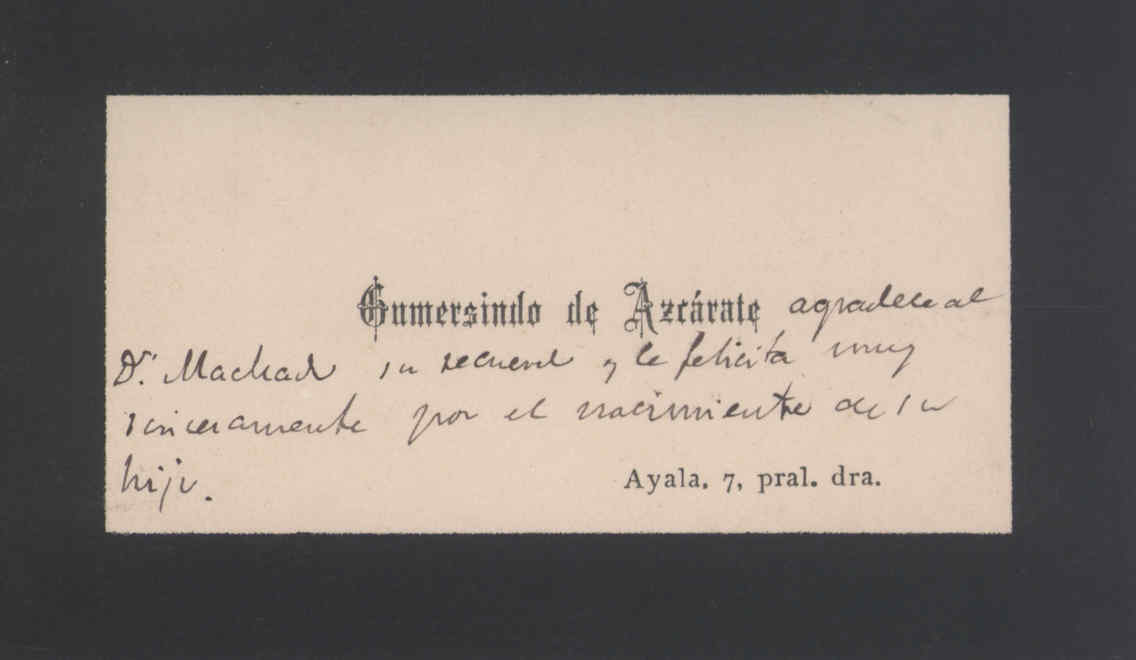 Gumersindo de Azcárate agradece al
Dr. Machado su recuerdo y le felicita muy
sinceramente por el nacimiento de su
hijo.
Ayala, 7, pral. dra.